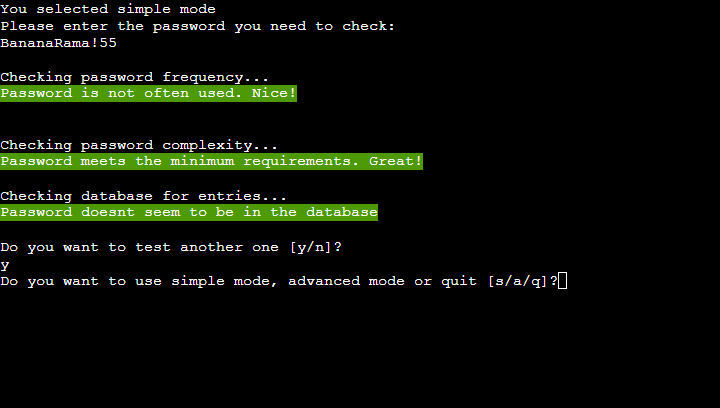 You selected simple mode
Please enter the password you need to check:
BananaRama!55
Checking password frequency...
Password is not often used. Nice!
Checking password complexity...
Password meets the minimum requirements. Great!
Checking database for entries...
Password doesnt seem to be in the database
Do you want to test another one [y/n]?
y
Do you want to use simple mode, advanced mode or quit [s/a/q]?